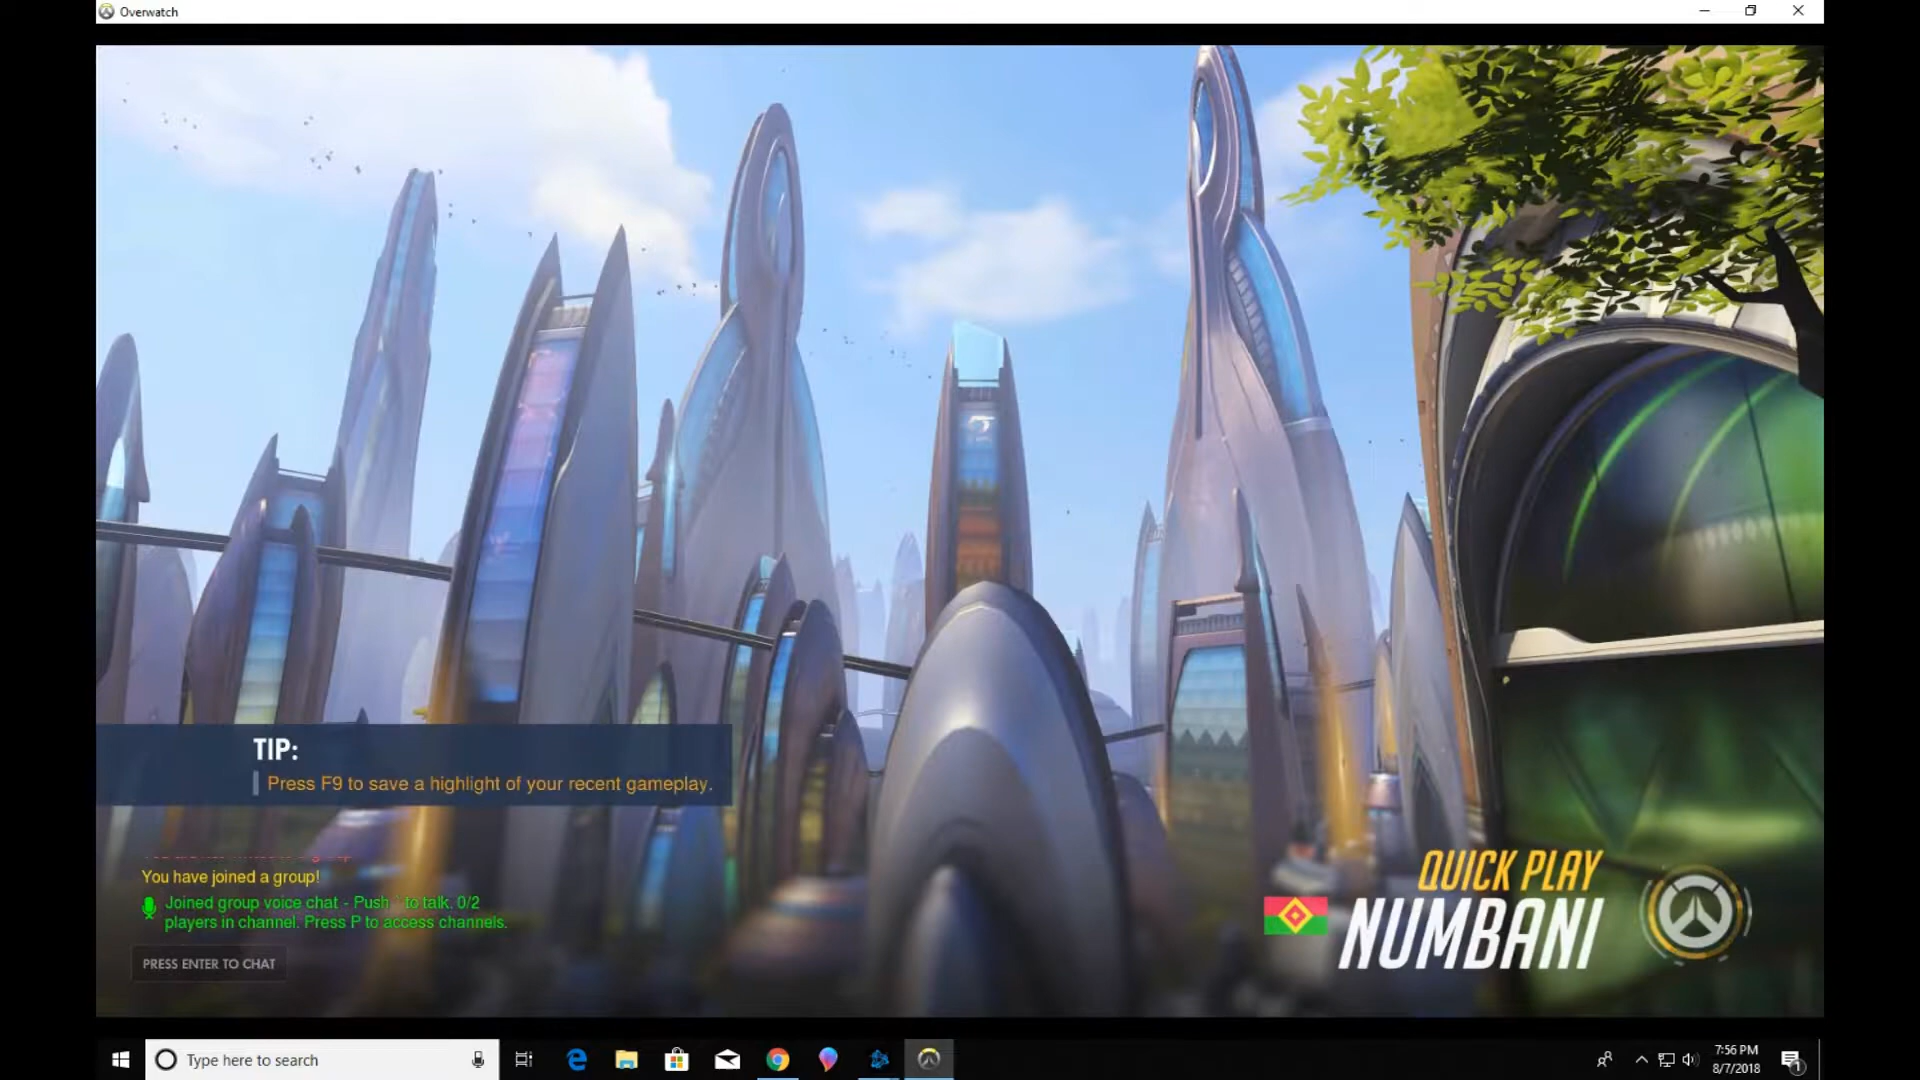 Overwatch
TIP:
Press F9 to save a highlight of your recent gameplay.
You have joined a group!
Joined group voice chat - Push ` to talk. 0/2
players in channel. Press P to access channels.
PRESS ENTER TO CHAT
QUICK PLAY
NUMBANI
Type here to search
7:56 PM
8/7/2018
1